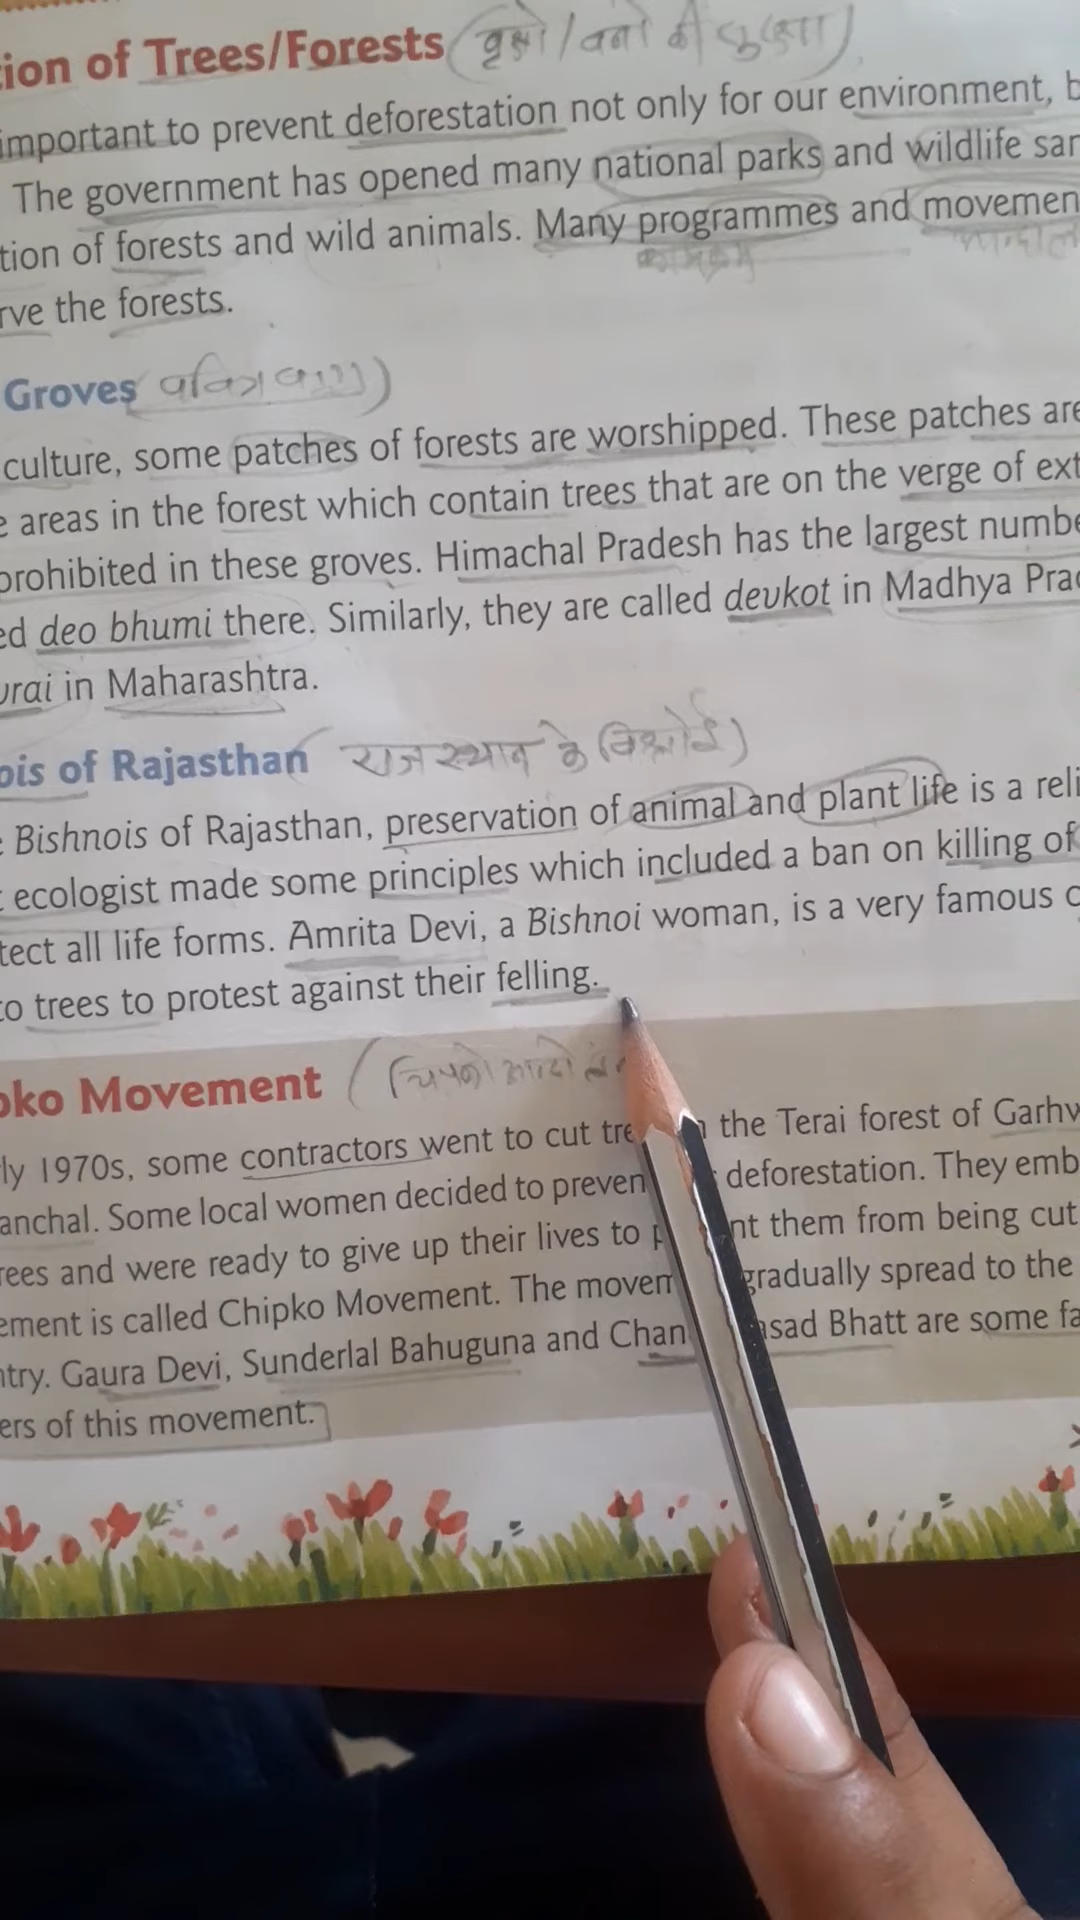 ion of Trees/Forests (वृक्षो/वनो की सुरक्षा)
important to prevent deforestation not only for our environment, b
The government has opened many national parks and wildlife san
tion of forests and wild animals. Many programmes and movemen
कार्यक्रम
rve the forests.
Groves
culture, some patches of forests are worshipped. These patches are
e areas in the forest which contain trees that are on the verge of ext
prohibited in these groves. Himachal Pradesh has the largest numbe
ed deo bhumi there. Similarly, they are called devkot in Madhya Prad
urai in Maharashtra.
ois of Rajasthan (राजस्थान के विश्नोई)
Bishnois of Rajasthan, preservation of animal and plant life is a reli
t ecologist made some principles which included a ban on killing of
tect all life forms. Amrita Devi, a Bishnoi woman, is a very famous c
to trees to protest against their felling.
pko Movement (चिपको
ly 1970s, some contractors went to cut tre the Terai forest of Garhw
anchal. Some local women decided to preven deforestation. They emb
rees and were ready to give up their lives to p nt them from being cut
ement is called Chipko Movement. The movem gradually spread to the
ntry. Gaura Devi, Sunderlal Bahuguna and Chan asad Bhatt are some fa
ers of this movement.